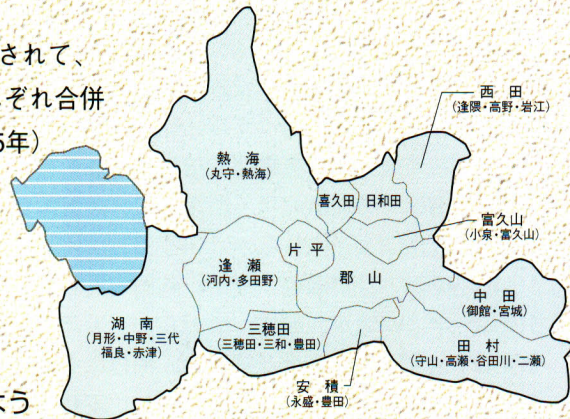 されて、
ぞれ合併
5年)
よう
熱海
(丸守・熱海)
西田
(逢隈・高野・岩江)
喜久田
日和田
富久山
(小泉・富久山)
片平
逢瀬
(河内・多田野)
郡山
中田
(御館・宮城)
湖南
(月形・中野・三代
福良・赤津)
三穂田
(三穂田・三和・豊田)
田村
(守山・高瀬・谷田川・二瀬)
安積
(永盛・豊田)